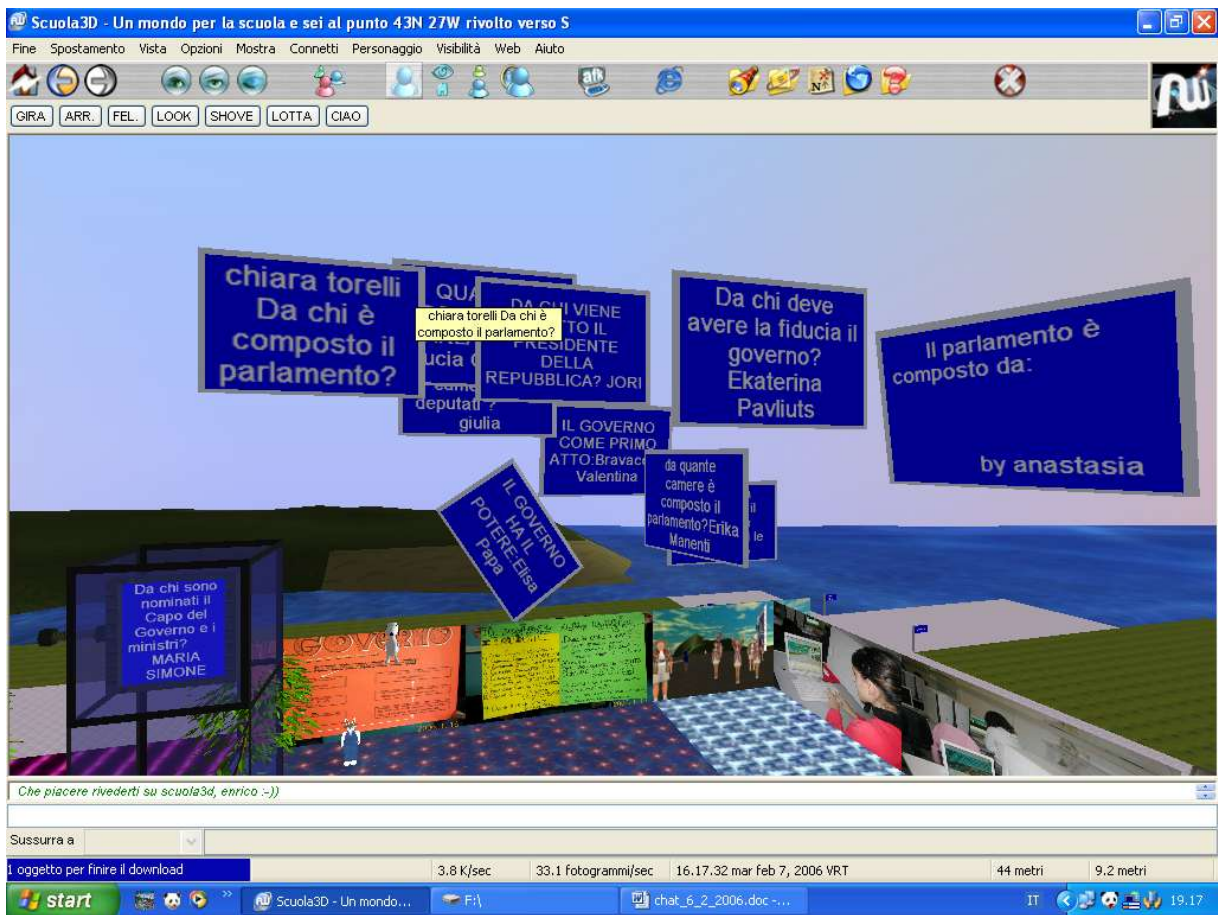 Scuola3D - Un mondo per la scuola e sei al punto 43N 27W rivolto verso S
Fine Spostamento Vista Opzioni Mostra Connetti Personaggio Visibilità Web Aiuto
afk
GIRA ARR. FEL. LOOK SHOVE LOTTA CIAO
chiara torelli
Da chi è
composto il
parlamento?
chiara torelli Da chi è
composto il parlamento?
deputati ?
giulia
DA CHI VIENE
IL
PRESIDENTE
DELLA
REPUBBLICA? JORI
Da chi deve
avere la fiducia il
governo?
Ekaterina
Pavliuts
Il parlamento è
composto da:
by anastasia
IL GOVERNO
COME PRIMO
ATTO:Bravacc
Valentina
da quante
camere è
composto il
parlamento?Erika
Manenti
il
le
IL GOVERNO
HA IL
POTERE:Elisa
Papa
Da chi sono
nominati il
Capo del
Governo e i
ministri?
MARIA
SIMONE
GOVERNO
Che piacere rivederti su scuola3d, enrico :-))
Sussurra a
1 oggetto per finire il download 3.8 K/sec 33.1 fotogrammi/sec 16.17.32 mar feb 7, 2006 VRT 44 metri 9.2 metri
start Scuola3D - Un mondo... F:\ chat_6_2_2006.doc -... IT 19.17